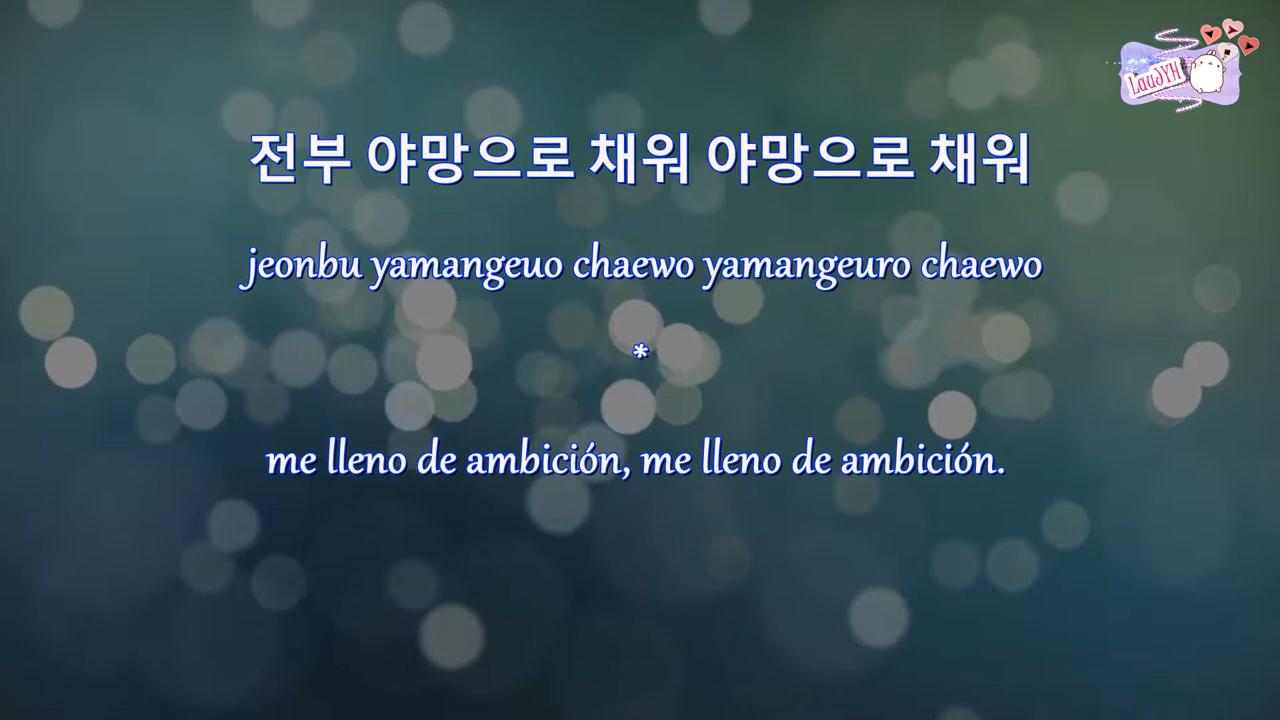 LauJYH
전부 야망으로 채워 야망으로 채워
jeonbu yamangeuo chaewo yamangeuro chaewo
*
me lleno de ambición, me lleno de ambición.